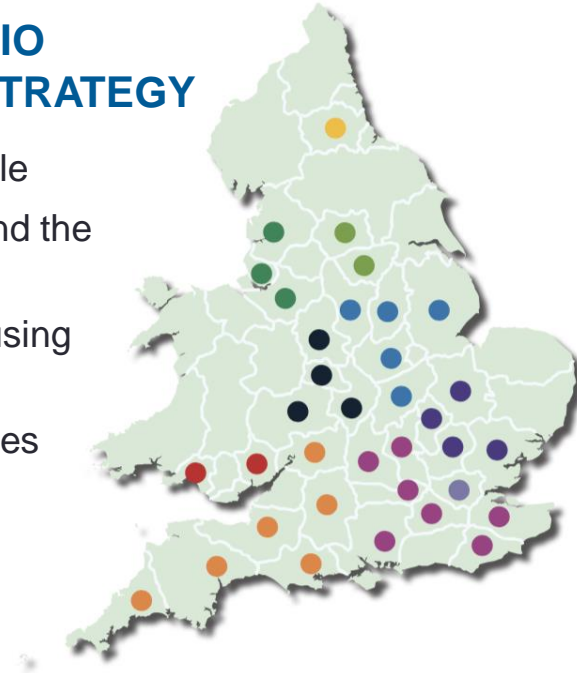 IO
TRATEGY
le
nd the
using
es